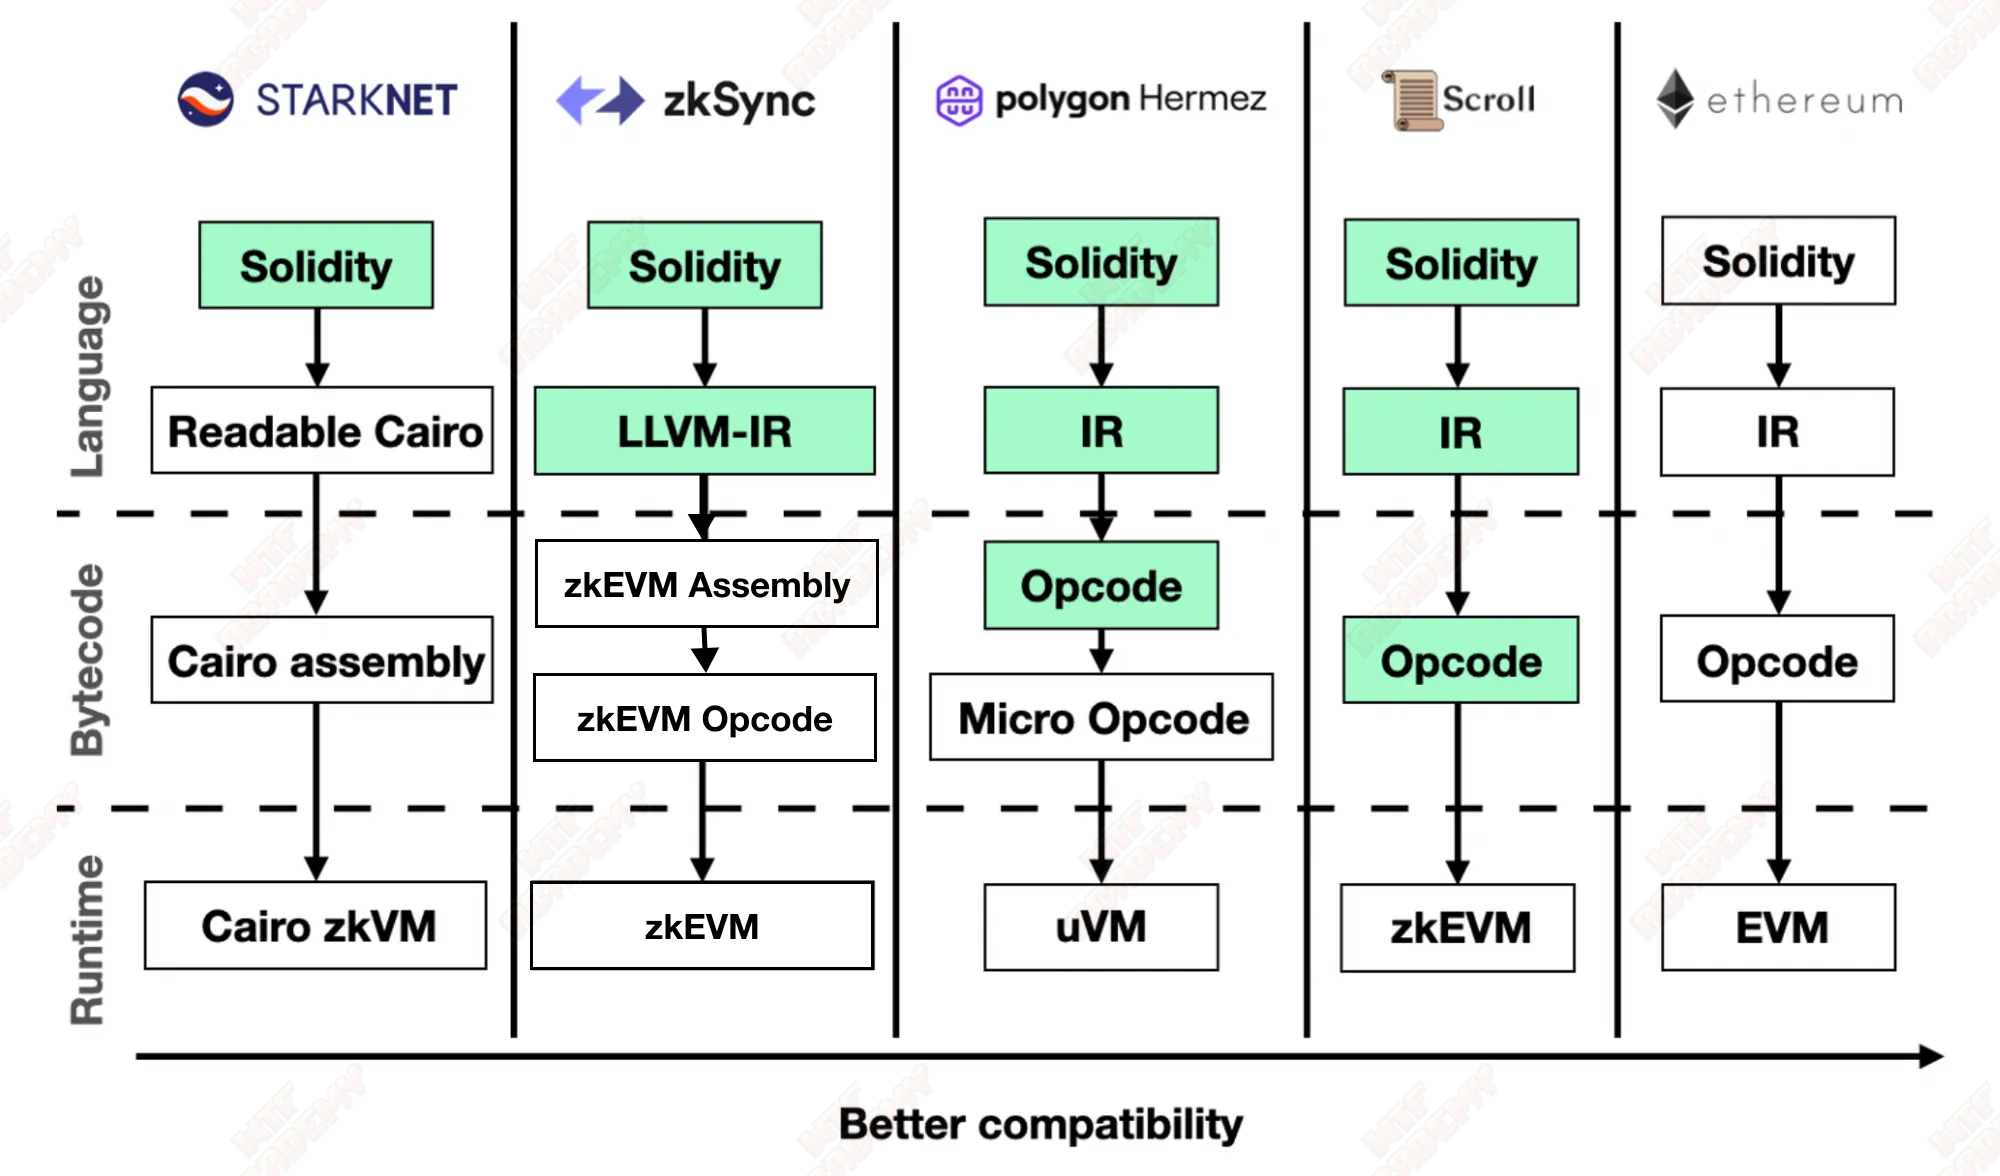 STARKNET
zkSync
polygon Hermez
Scroll
ethereum
Language
Solidity
Solidity
Solidity
Solidity
Solidity
Readable Cairo
LLVM-IR
IR
IR
IR
Bytecode
zkEVM Assembly
Opcode
Cairo assembly
Opcode
Opcode
zkEVM Opcode
Micro Opcode
Runtime
Cairo zkVM
zkEVM
uVM
zkEVM
EVM
Better compatibility
WTF
ACADEMY